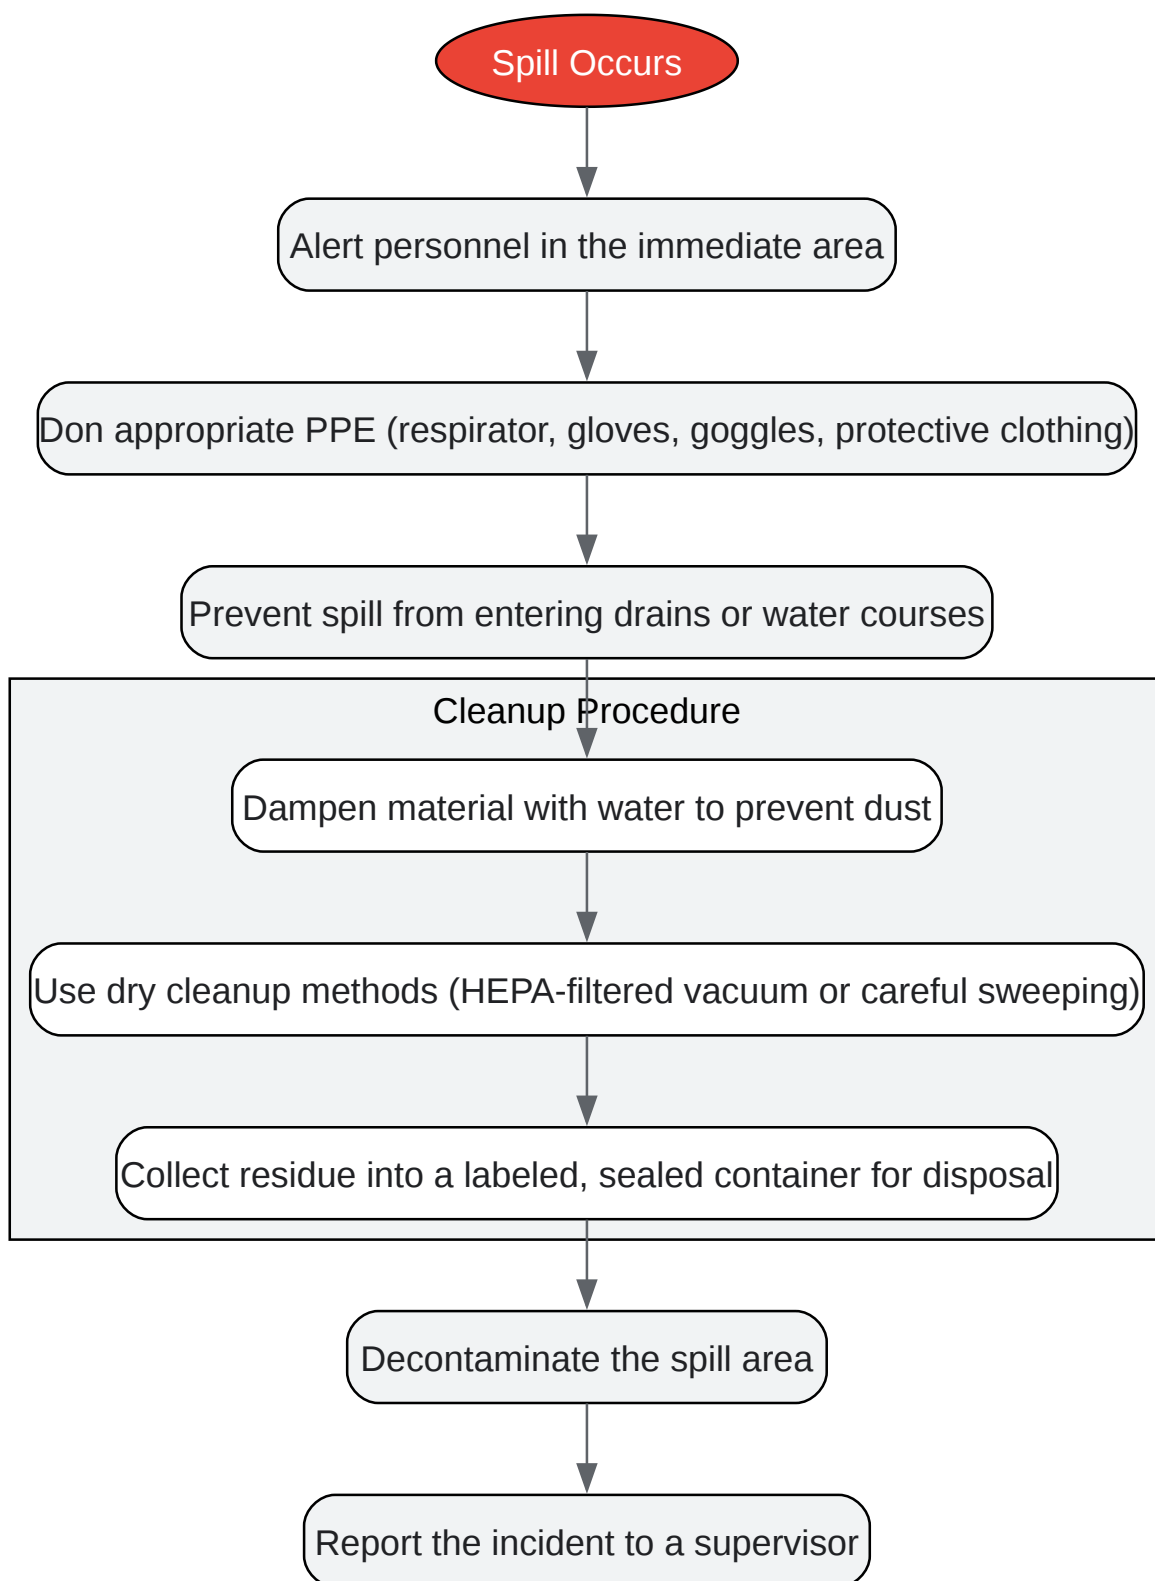 Spill Occurs
Alert personnel in the immediate area
Don appropriate PPE (respirator, gloves, goggles, protective clothing)
Prevent spill from entering drains or water courses
Cleanup Procedure
Dampen material with water to prevent dust
Use dry cleanup methods (HEPA-filtered vacuum or careful sweeping)
Collect residue into a labeled, sealed container for disposal
Decontaminate the spill area
Report the incident to a supervisor